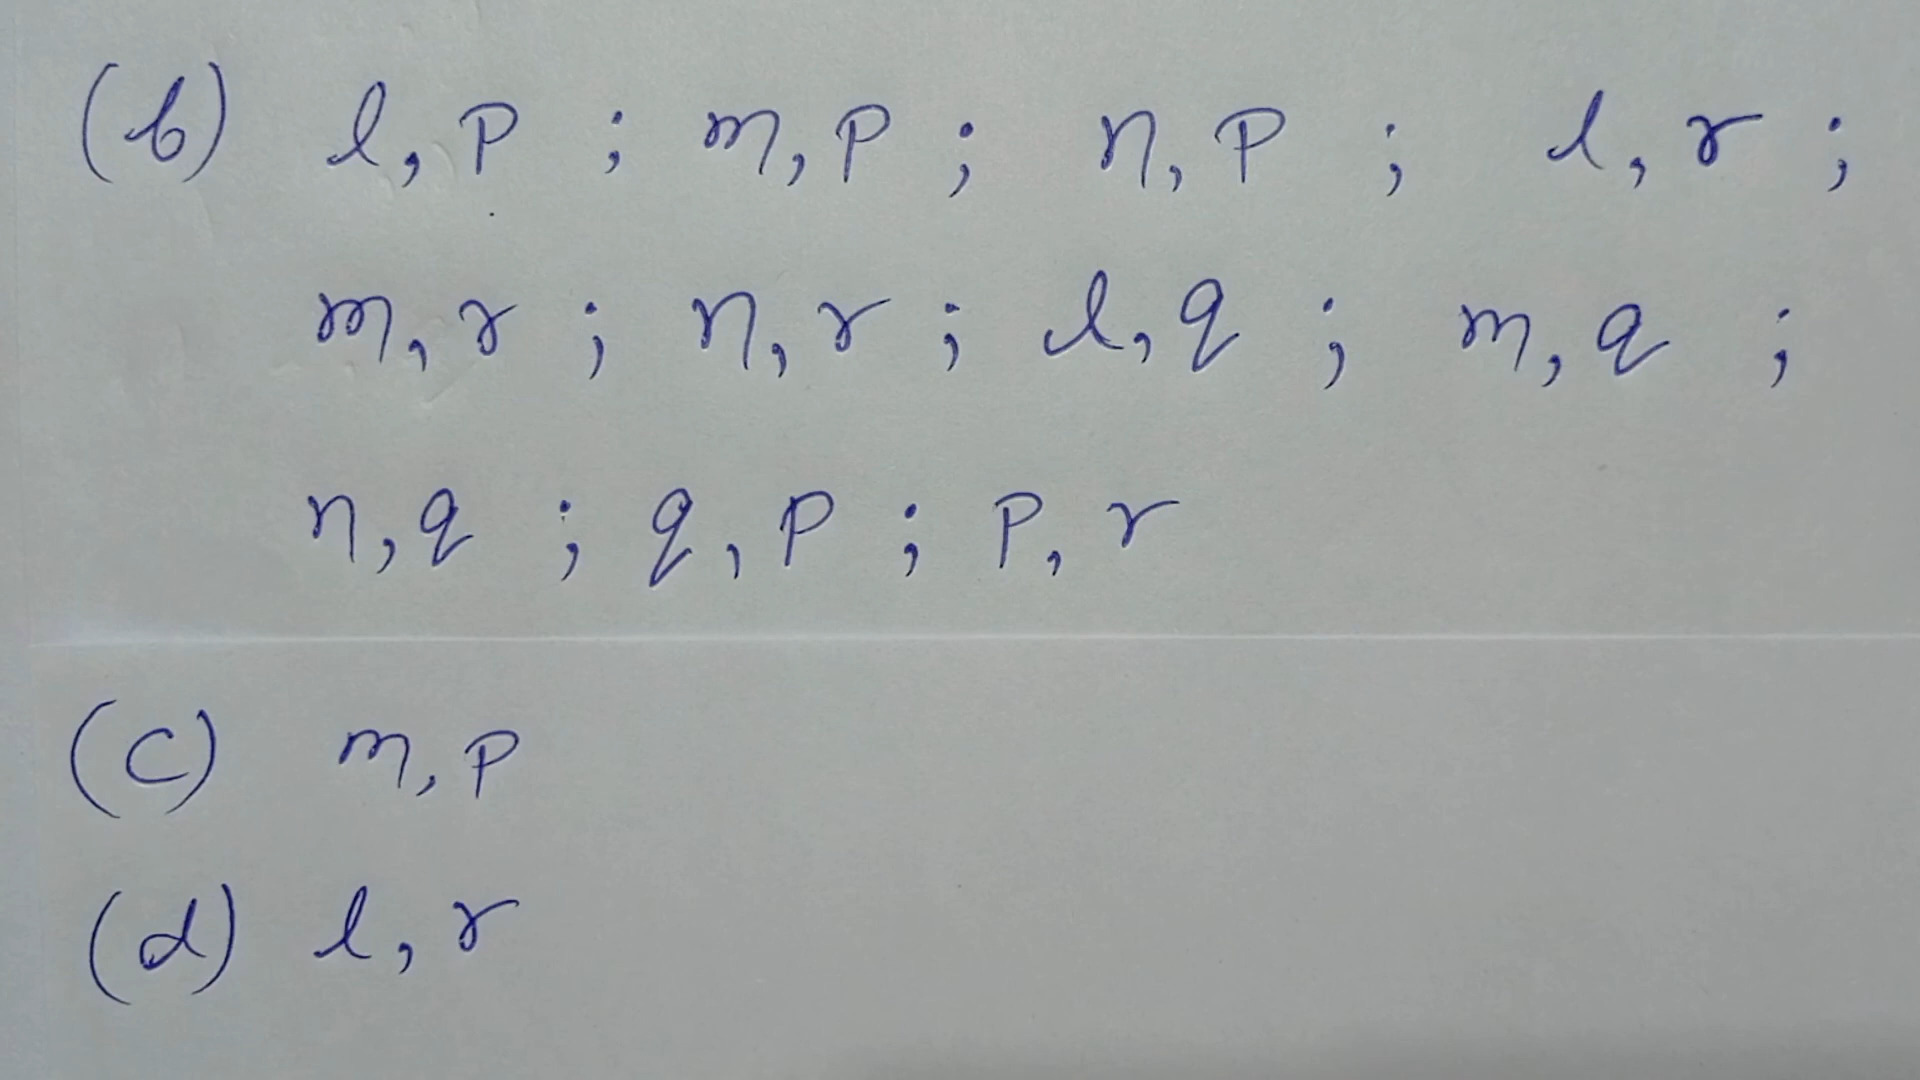 (b) l, p ; m, p ; n, p ; l, r ;
m, r ; n, r ; l, q ; m, q ;
n, q ; q, p ; p, r
(c) m, p
(d) l, r